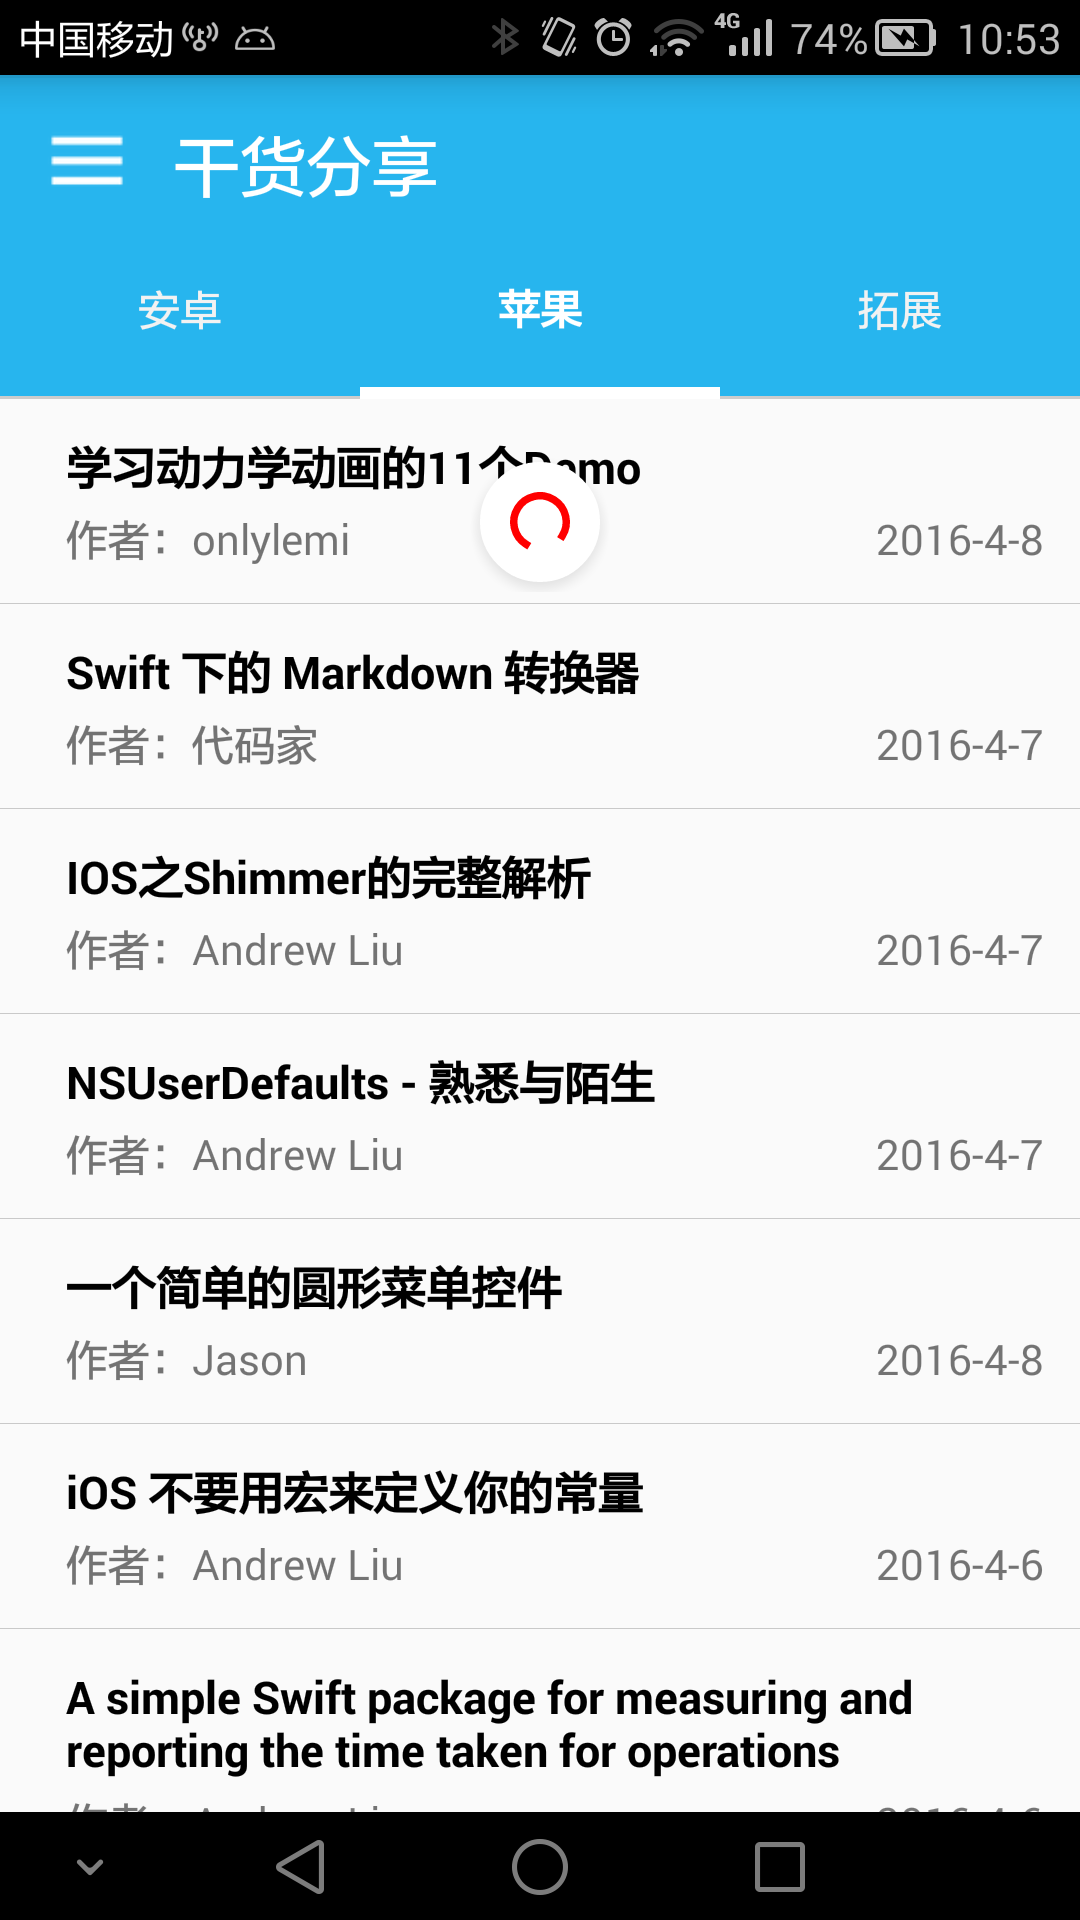 中国移动 4G 74% 10:53
干货分享
安卓 苹果 拓展
学习动力学动画的11个Demo
作者：onlylemi 2016-4-8
Swift 下的 Markdown 转换器
作者：代码家 2016-4-7
IOS之Shimmer的完整解析
作者：Andrew Liu 2016-4-7
NSUserDefaults - 熟悉与陌生
作者：Andrew Liu 2016-4-7
一个简单的圆形菜单控件
作者：Jason 2016-4-8
iOS 不要用宏来定义你的常量
作者：Andrew Liu 2016-4-6
A simple Swift package for measuring and
reporting the time taken for operations